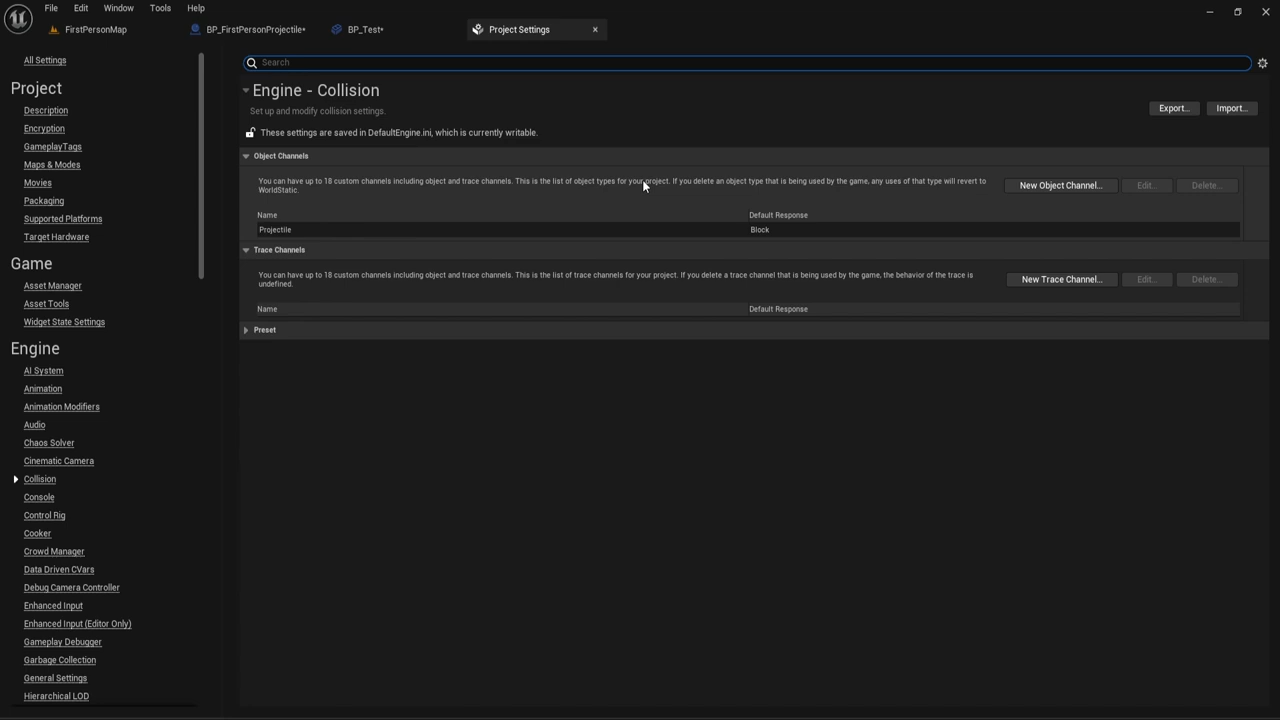 File Edit Window Tools Help
FirstPersonMap BP_FirstPersonProjectile* BP_Test* Project Settings
All Settings
Project
Description
Encryption
GameplayTags
Maps & Modes
Movies
Packaging
Supported Platforms
Target Hardware
Game
Asset Manager
Asset Tools
Widget State Settings
Engine
AI System
Animation
Animation Modifiers
Audio
Chaos Solver
Cinematic Camera
Collision
Console
Control Rig
Cooker
Crowd Manager
Data Driven CVars
Debug Camera Controller
Enhanced Input
Enhanced Input (Editor Only)
Gameplay Debugger
Garbage Collection
General Settings
Hierarchical LOD
Search
Engine - Collision
Set up and modify collision settings.
Export... Import...
These settings are saved in DefaultEngine.ini, which is currently writable.
Object Channels
You can have up to 18 custom channels including object and trace channels. This is the list of object types for your project. If you delete an object type that is being used by the game, any uses of that type will revert to
WorldStatic.
New Object Channel... Edit... Delete...
Name Default Response
Projectile Block
Trace Channels
You can have up to 18 custom channels including object and trace channels. This is the list of trace channels for your project. If you delete a trace channel that is being used by the game, the behavior of the trace is
undefined.
New Trace Channel... Edit... Delete...
Name Default Response
Preset